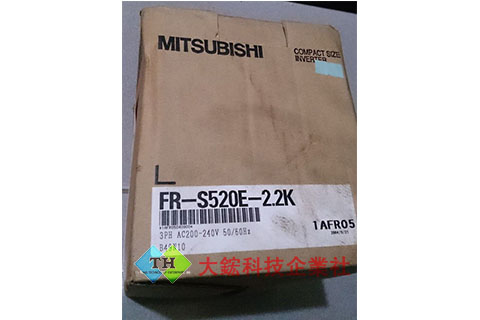 MITSUBISHI
COMPACT SIZE
INVERTER
L
FR-S520E-2.2K
3PH AC200-240V 50/60Hz
1AFR05
TH
大鋐科技企業社